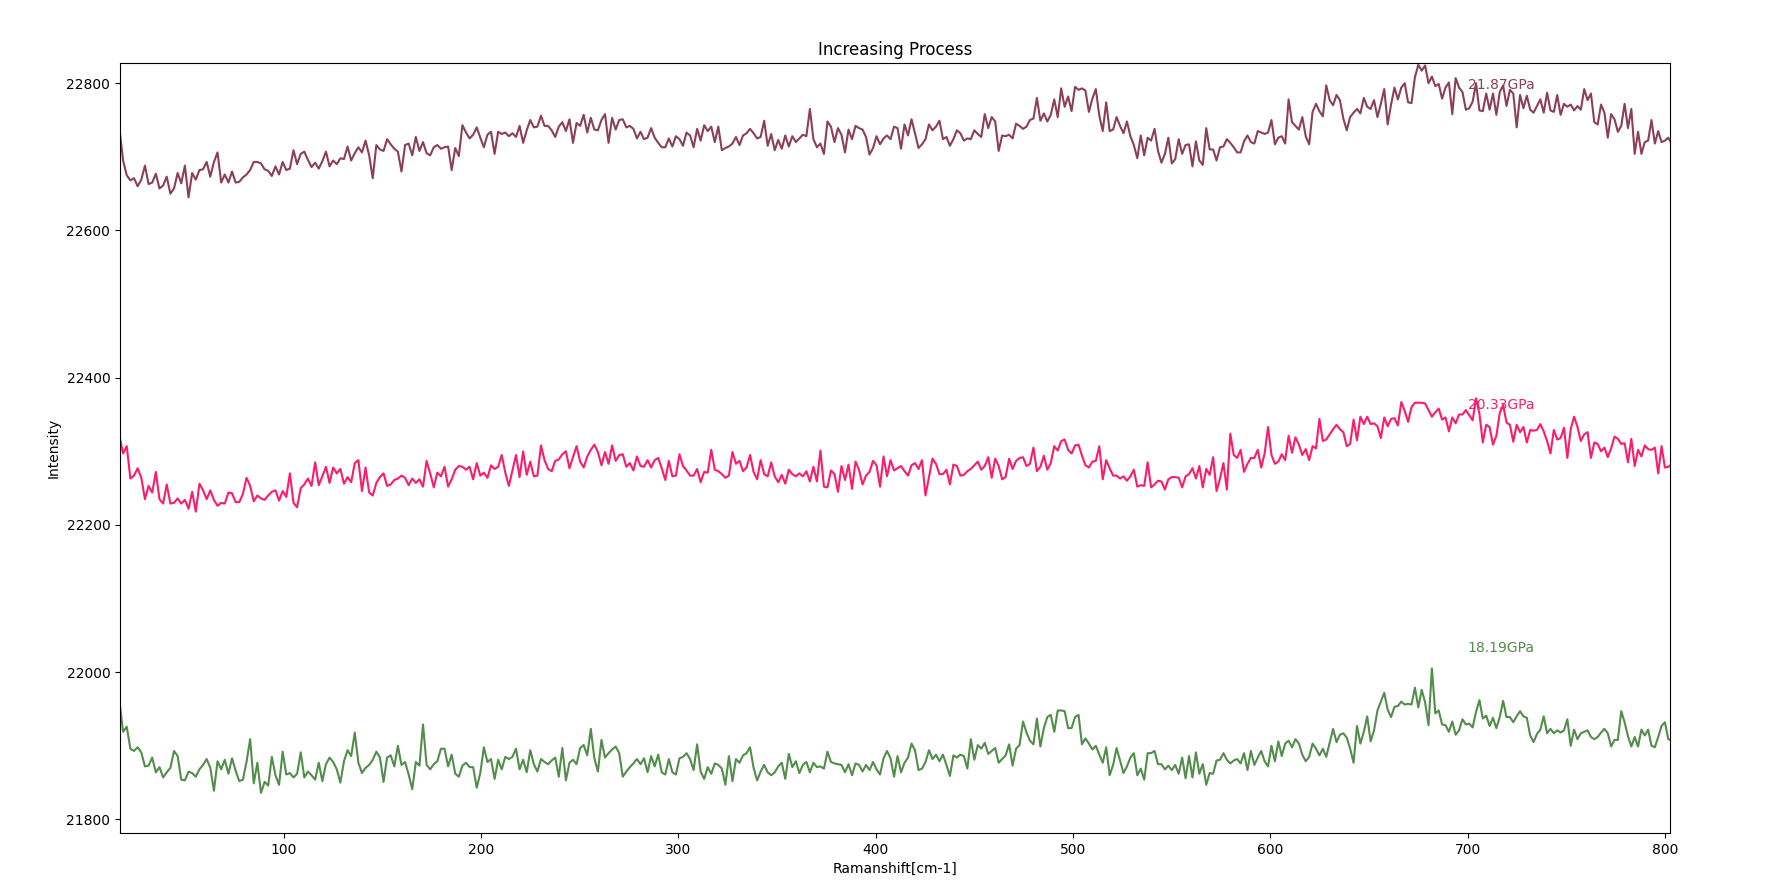 Increasing Process
22800
22600
22400
22200
22000
21800
Intensity
21.87GPa
20.33GPa
18.19GPa
100 200 300 400 500 600 700 800
Ramanshift[cm-1]